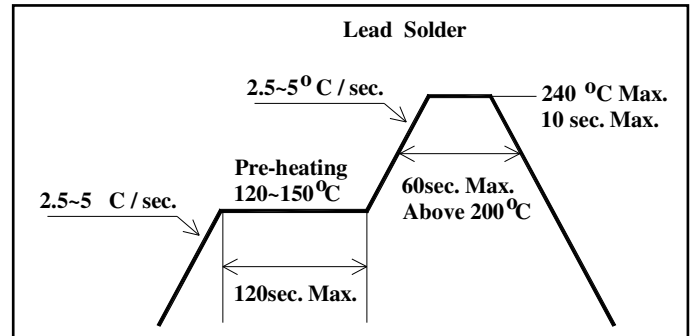 Lead Solder
2.5~5°C / sec.
240 °C Max.
10 sec. Max.
Pre-heating
120~150°C
60sec. Max.
Above 200°C
2.5~5 C / sec.
120sec. Max.